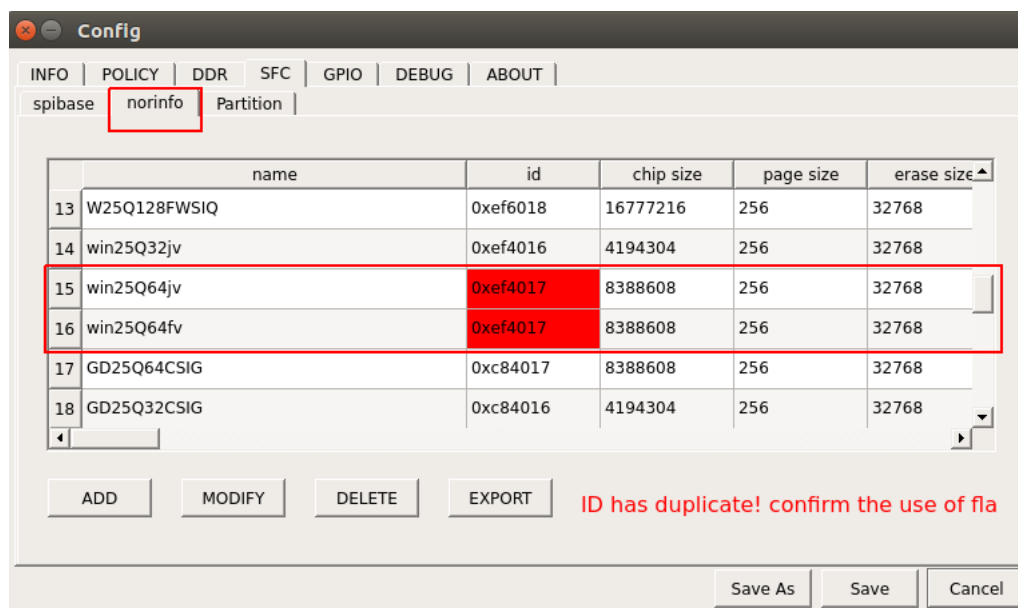 Config
INFO POLICY DDR SFC GPIO DEBUG ABOUT
spibase norinfo Partition
name id chip size page size erase size
13 W25Q128FWSIQ 0xef6018 16777216 256 32768
14 win25Q32jv 0xef4016 4194304 256 32768
15 win25Q64jv 0xef4017 8388608 256 32768
16 win25Q64fv 0xef4017 8388608 256 32768
17 GD25Q64CSIG 0xc84017 8388608 256 32768
18 GD25Q32CSIG 0xc84016 4194304 256 32768
ADD MODIFY DELETE EXPORT ID has duplicate! confirm the use of fla
Save As Save Cancel